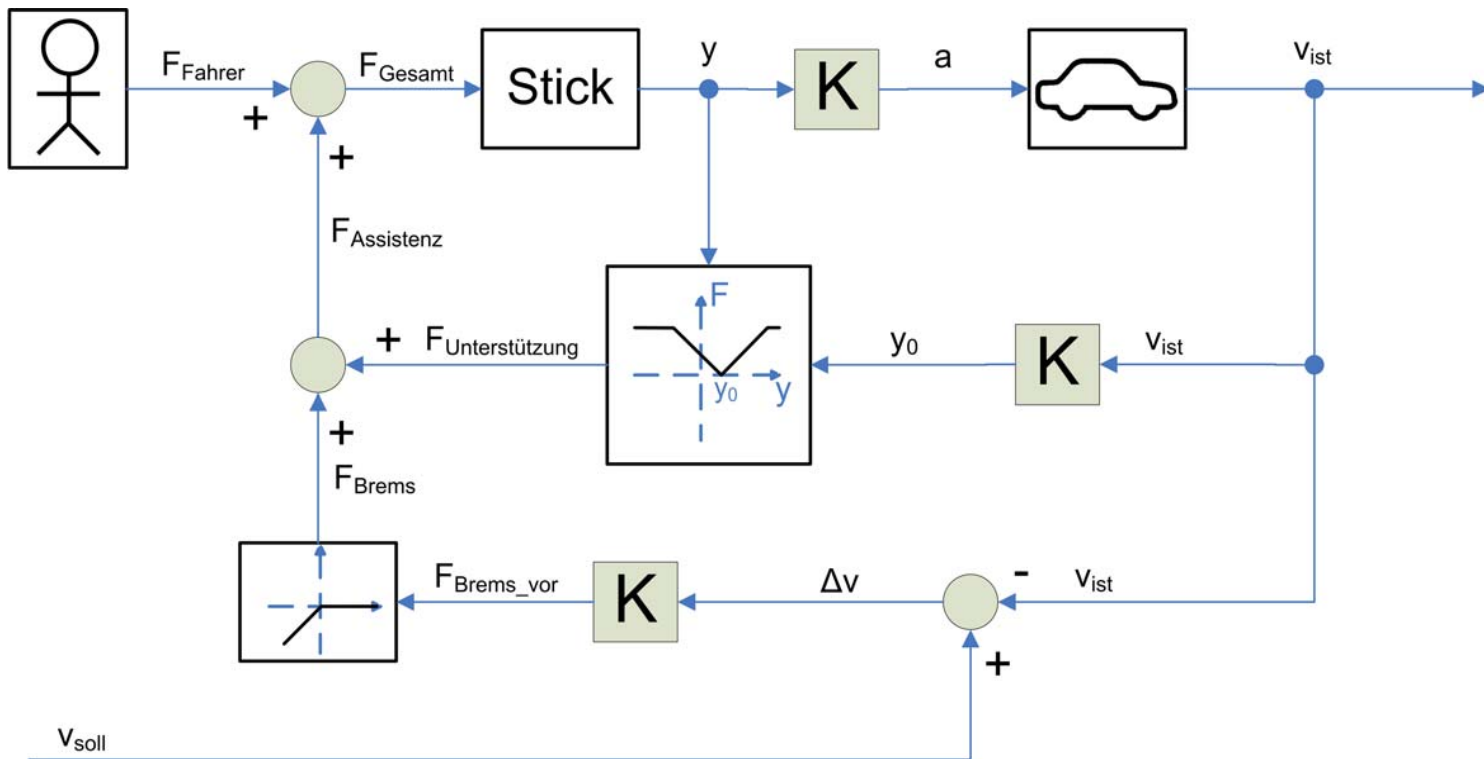 F_Fahrer
F_Gesamt
Stick
y
K
a
v_ist
+
+
F_Assistenz
F
y_0
y
+
F_Unterstützung
y_0
K
v_ist
+
F_Brems
F_Brems_vor
K
Δv
-
v_ist
+
v_soll